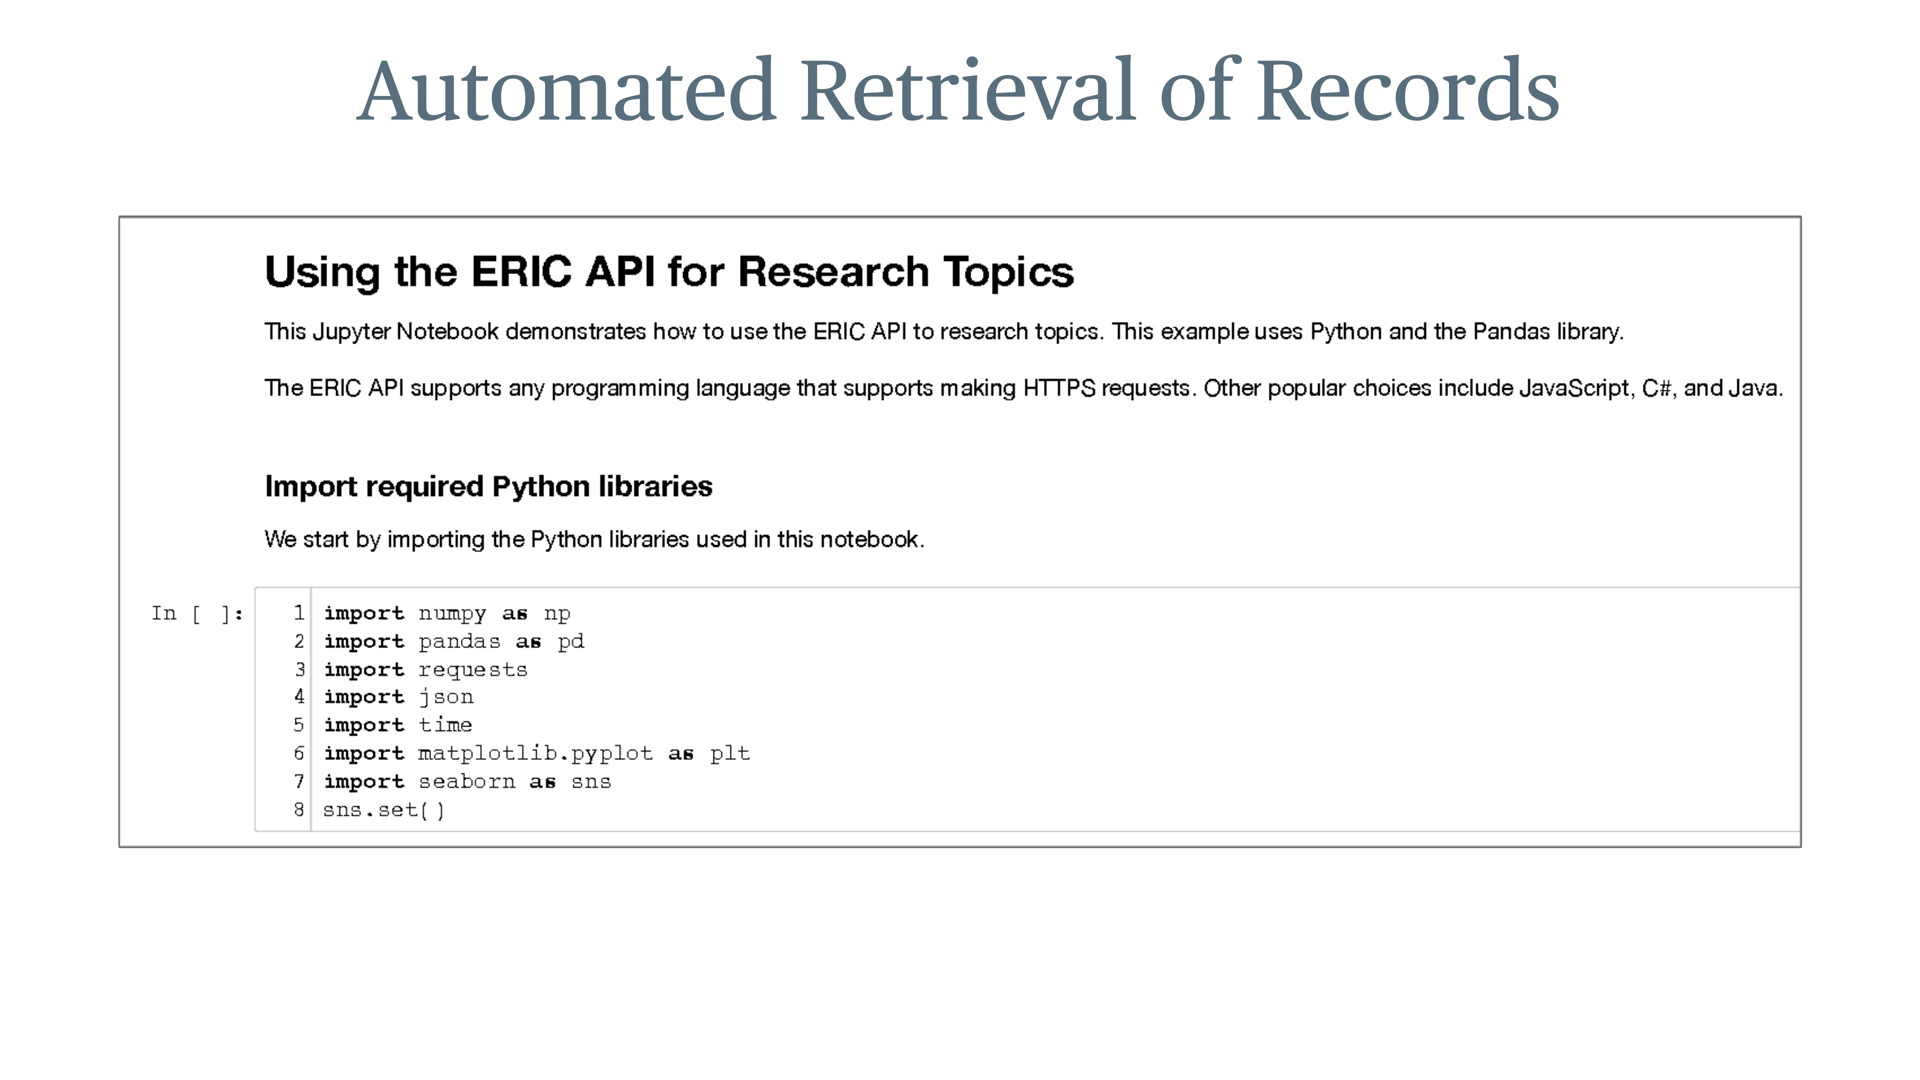 Automated Retrieval of Records
Using the ERIC API for Research Topics
This Jupyter Notebook demonstrates how to use the ERIC API to research topics. This example uses Python and the Pandas library.
The ERIC API supports any programming language that supports making HTTPS requests. Other popular choices include JavaScript, C#, and Java.
Import required Python libraries
We start by importing the Python libraries used in this notebook.
In [ ]: 1 import numpy as np
2 import pandas as pd
3 import requests
4 import json
5 import time
6 import matplotlib.pyplot as plt
7 import seaborn as sns
8 sns.set()